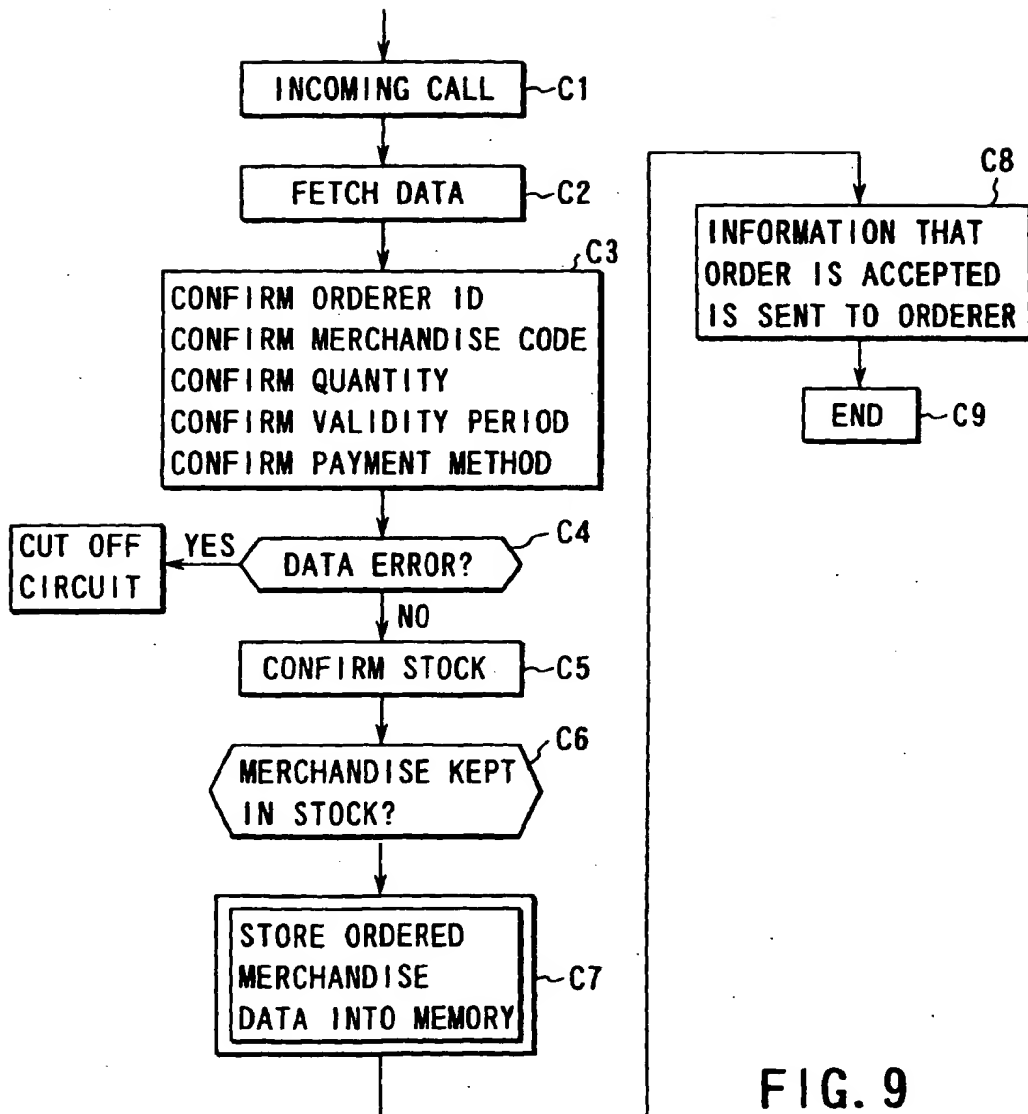 INCOMING CALL
C1
FETCH DATA
C2
C3
CONFIRM ORDERER ID
CONFIRM MERCHANDISE CODE
CONFIRM QUANTITY
CONFIRM VALIDITY PERIOD
CONFIRM PAYMENT METHOD
C4
DATA ERROR?
YES
CUT OFF
CIRCUIT
NO
CONFIRM STOCK
C5
C6
MERCHANDISE KEPT
IN STOCK?
STORE ORDERED
MERCHANDISE
DATA INTO MEMORY
C7
C8
INFORMATION THAT
ORDER IS ACCEPTED
IS SENT TO ORDERER
END
C9
FIG. 9